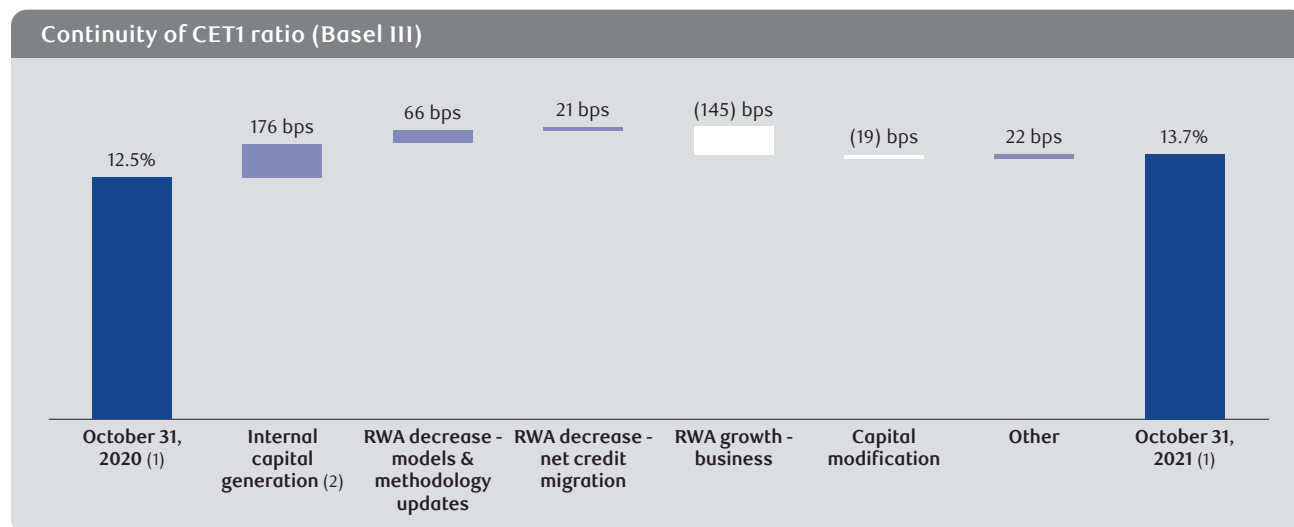 Continuity of CET1 ratio (Basel III)
12.5%
176 bps
66 bps
21 bps
(145) bps
(19) bps
22 bps
13.7%
October 31,
2020 (1)
Internal
capital
generation (2)
RWA decrease -
models &
methodology
updates
RWA decrease -
net credit
migration
RWA growth -
business
Capital
modification
Other
October 31,
2021 (1)